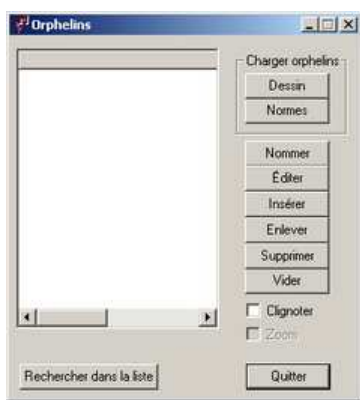 Orphelins
Charger orphelins
Dessin
Normes
Nommer
Éditer
Insérer
Enlever
Supprimer
Vider
Clignoter
Zoom
Rechercher dans la liste
Quitter